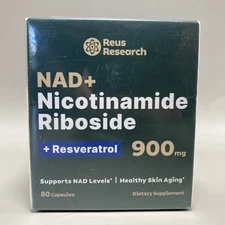 Reus
Research
NAD+
Nicotinamide
Riboside
+ Resveratrol 900mg
Supports NAD Levels* | Healthy Skin Aging*
80 Capsules Dietary Supplement